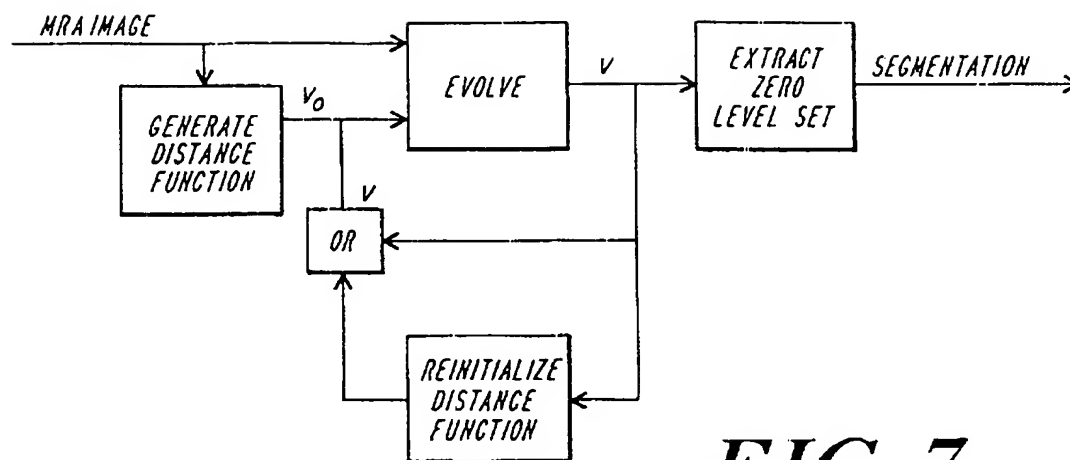 MRA IMAGE
GENERATE
DISTANCE
FUNCTION
V0
EVOLVE
V
EXTRACT
ZERO
LEVEL SET
SEGMENTATION
V
OR
REINITIALIZE
DISTANCE
FUNCTION
FIG. 7